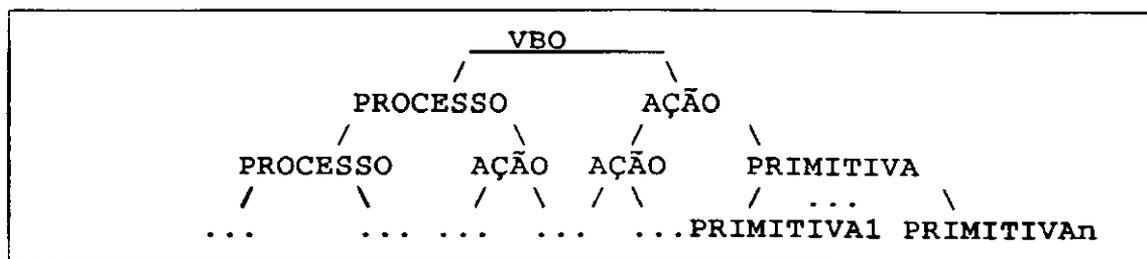 VBO
PROCESSO AÇÃO
PROCESSO AÇÃO AÇÃO PRIMITIVA
...
... ... ... ... ...PRIMITIVA1 PRIMITIVAn